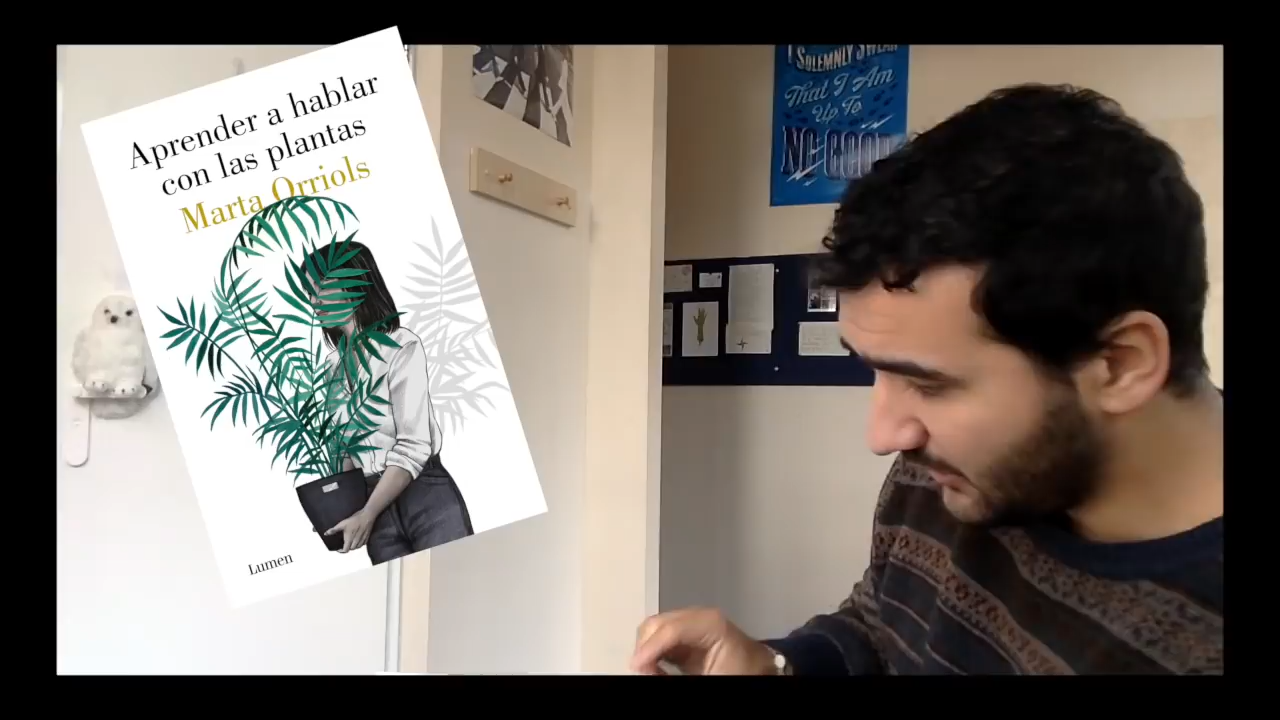 Aprender a hablar
con las plantas
Marta Orriols
Lumen
I SOLEMNLY SWEAR
That I Am
Up To
NO GOOD